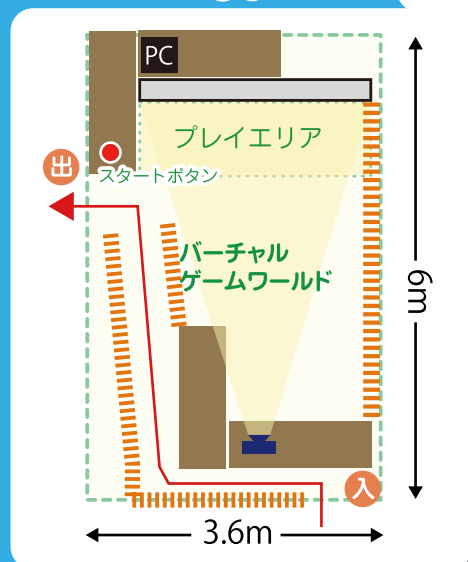 PC
プレイエリア
出
スタートボタン
バーチャル
ゲームワールド
6m
入
3.6m